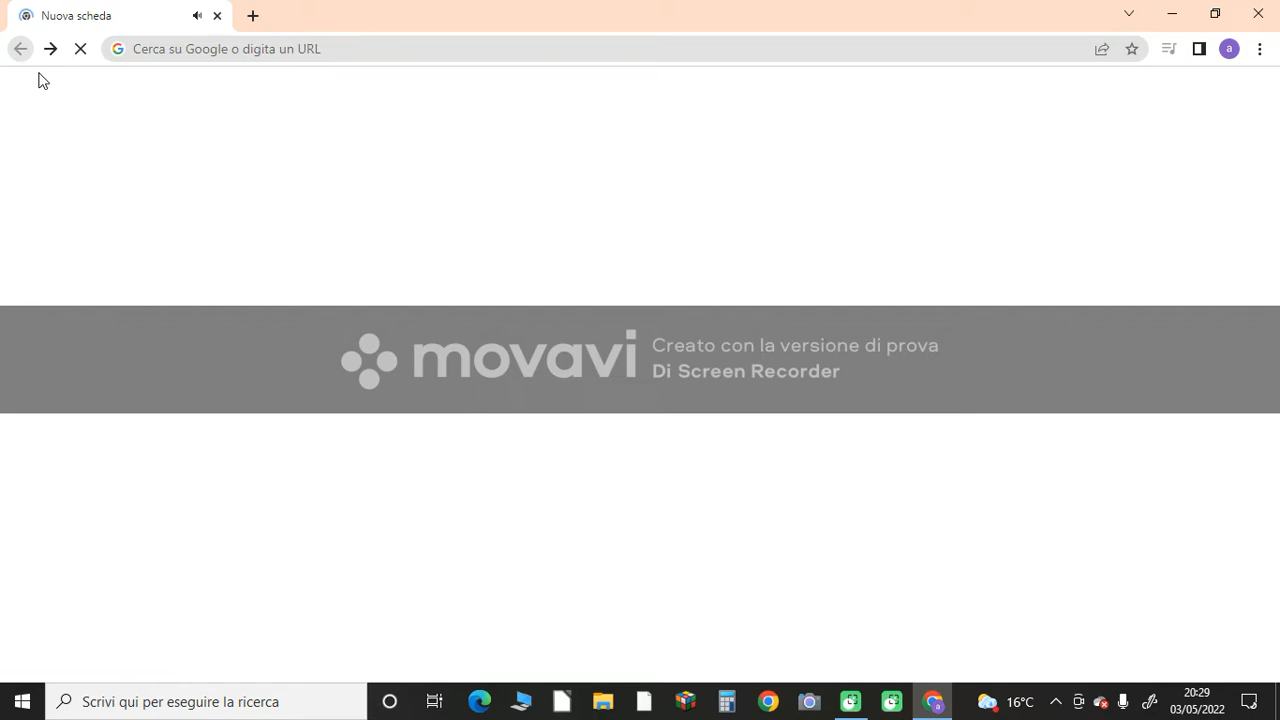 Nuova scheda
Cerca su Google o digita un URL
movavi
Creato con la versione di prova
Di Screen Recorder
Scrivi qui per eseguire la ricerca
a
16°C
20:29
03/05/2022